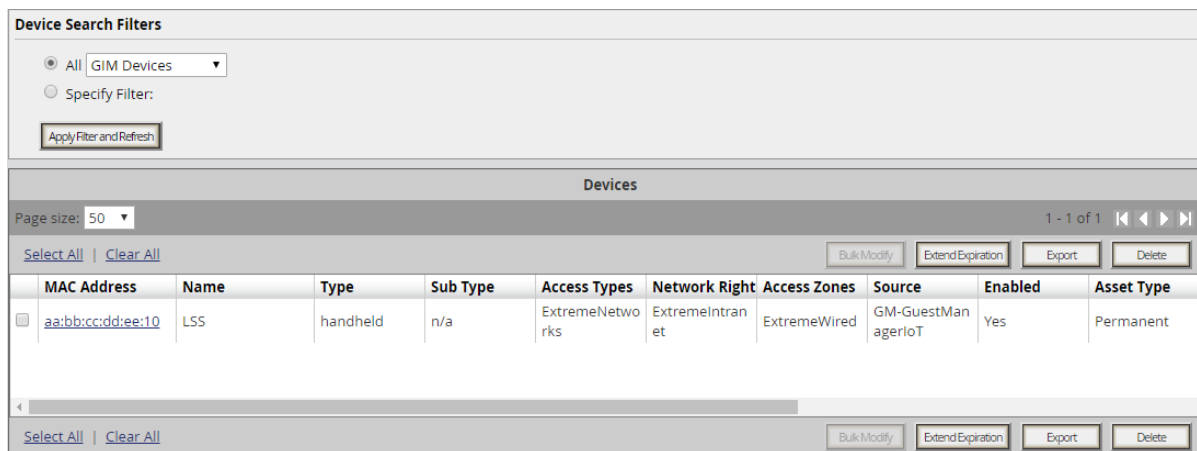 Device Search Filters
All GIM Devices
Specify Filter:
Apply Filter and Refresh
Devices
Page size: 50 1 - 1 of 1
Select All | Clear All Bulk Modify Extend Expiration Export Delete
MAC Address Name Type Sub Type Access Types Network Right Access Zones Source Enabled Asset Type
aa:bb:cc:dd:ee:10 LSS handheld n/a ExtremeNetwo ExtremeIntran ExtremeWired GM-GuestMan Yes Permanent
rks et agerIoT
Select All | Clear All Bulk Modify Extend Expiration Export Delete